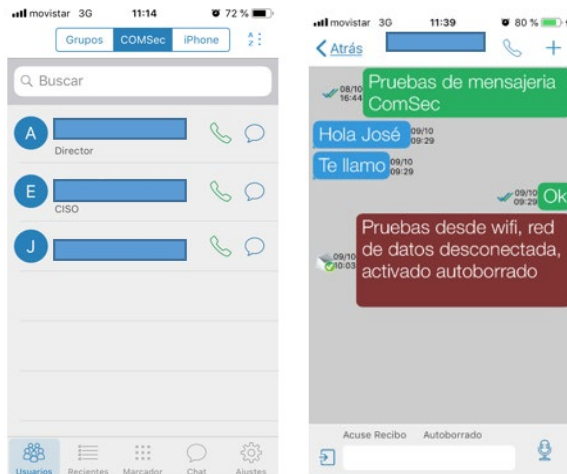 movistar 3G 11:14 72 %
Grupos COMSec iPhone A Z
Buscar
A
Director
E
CISO
J
Usuarios Recientes Marcador Chat Ajustes
movistar 3G 11:39 80 %
Atrás
08/10
16:44
Pruebas de mensajeria
ComSec
Hola José 09/10
09:29
Te llamo 09/10
09:29
09/10
09:29
Ok
09/10
10:03
Pruebas desde wifi, red
de datos desconectada,
activado autoborrado
Acuse Recibo Autoborrado